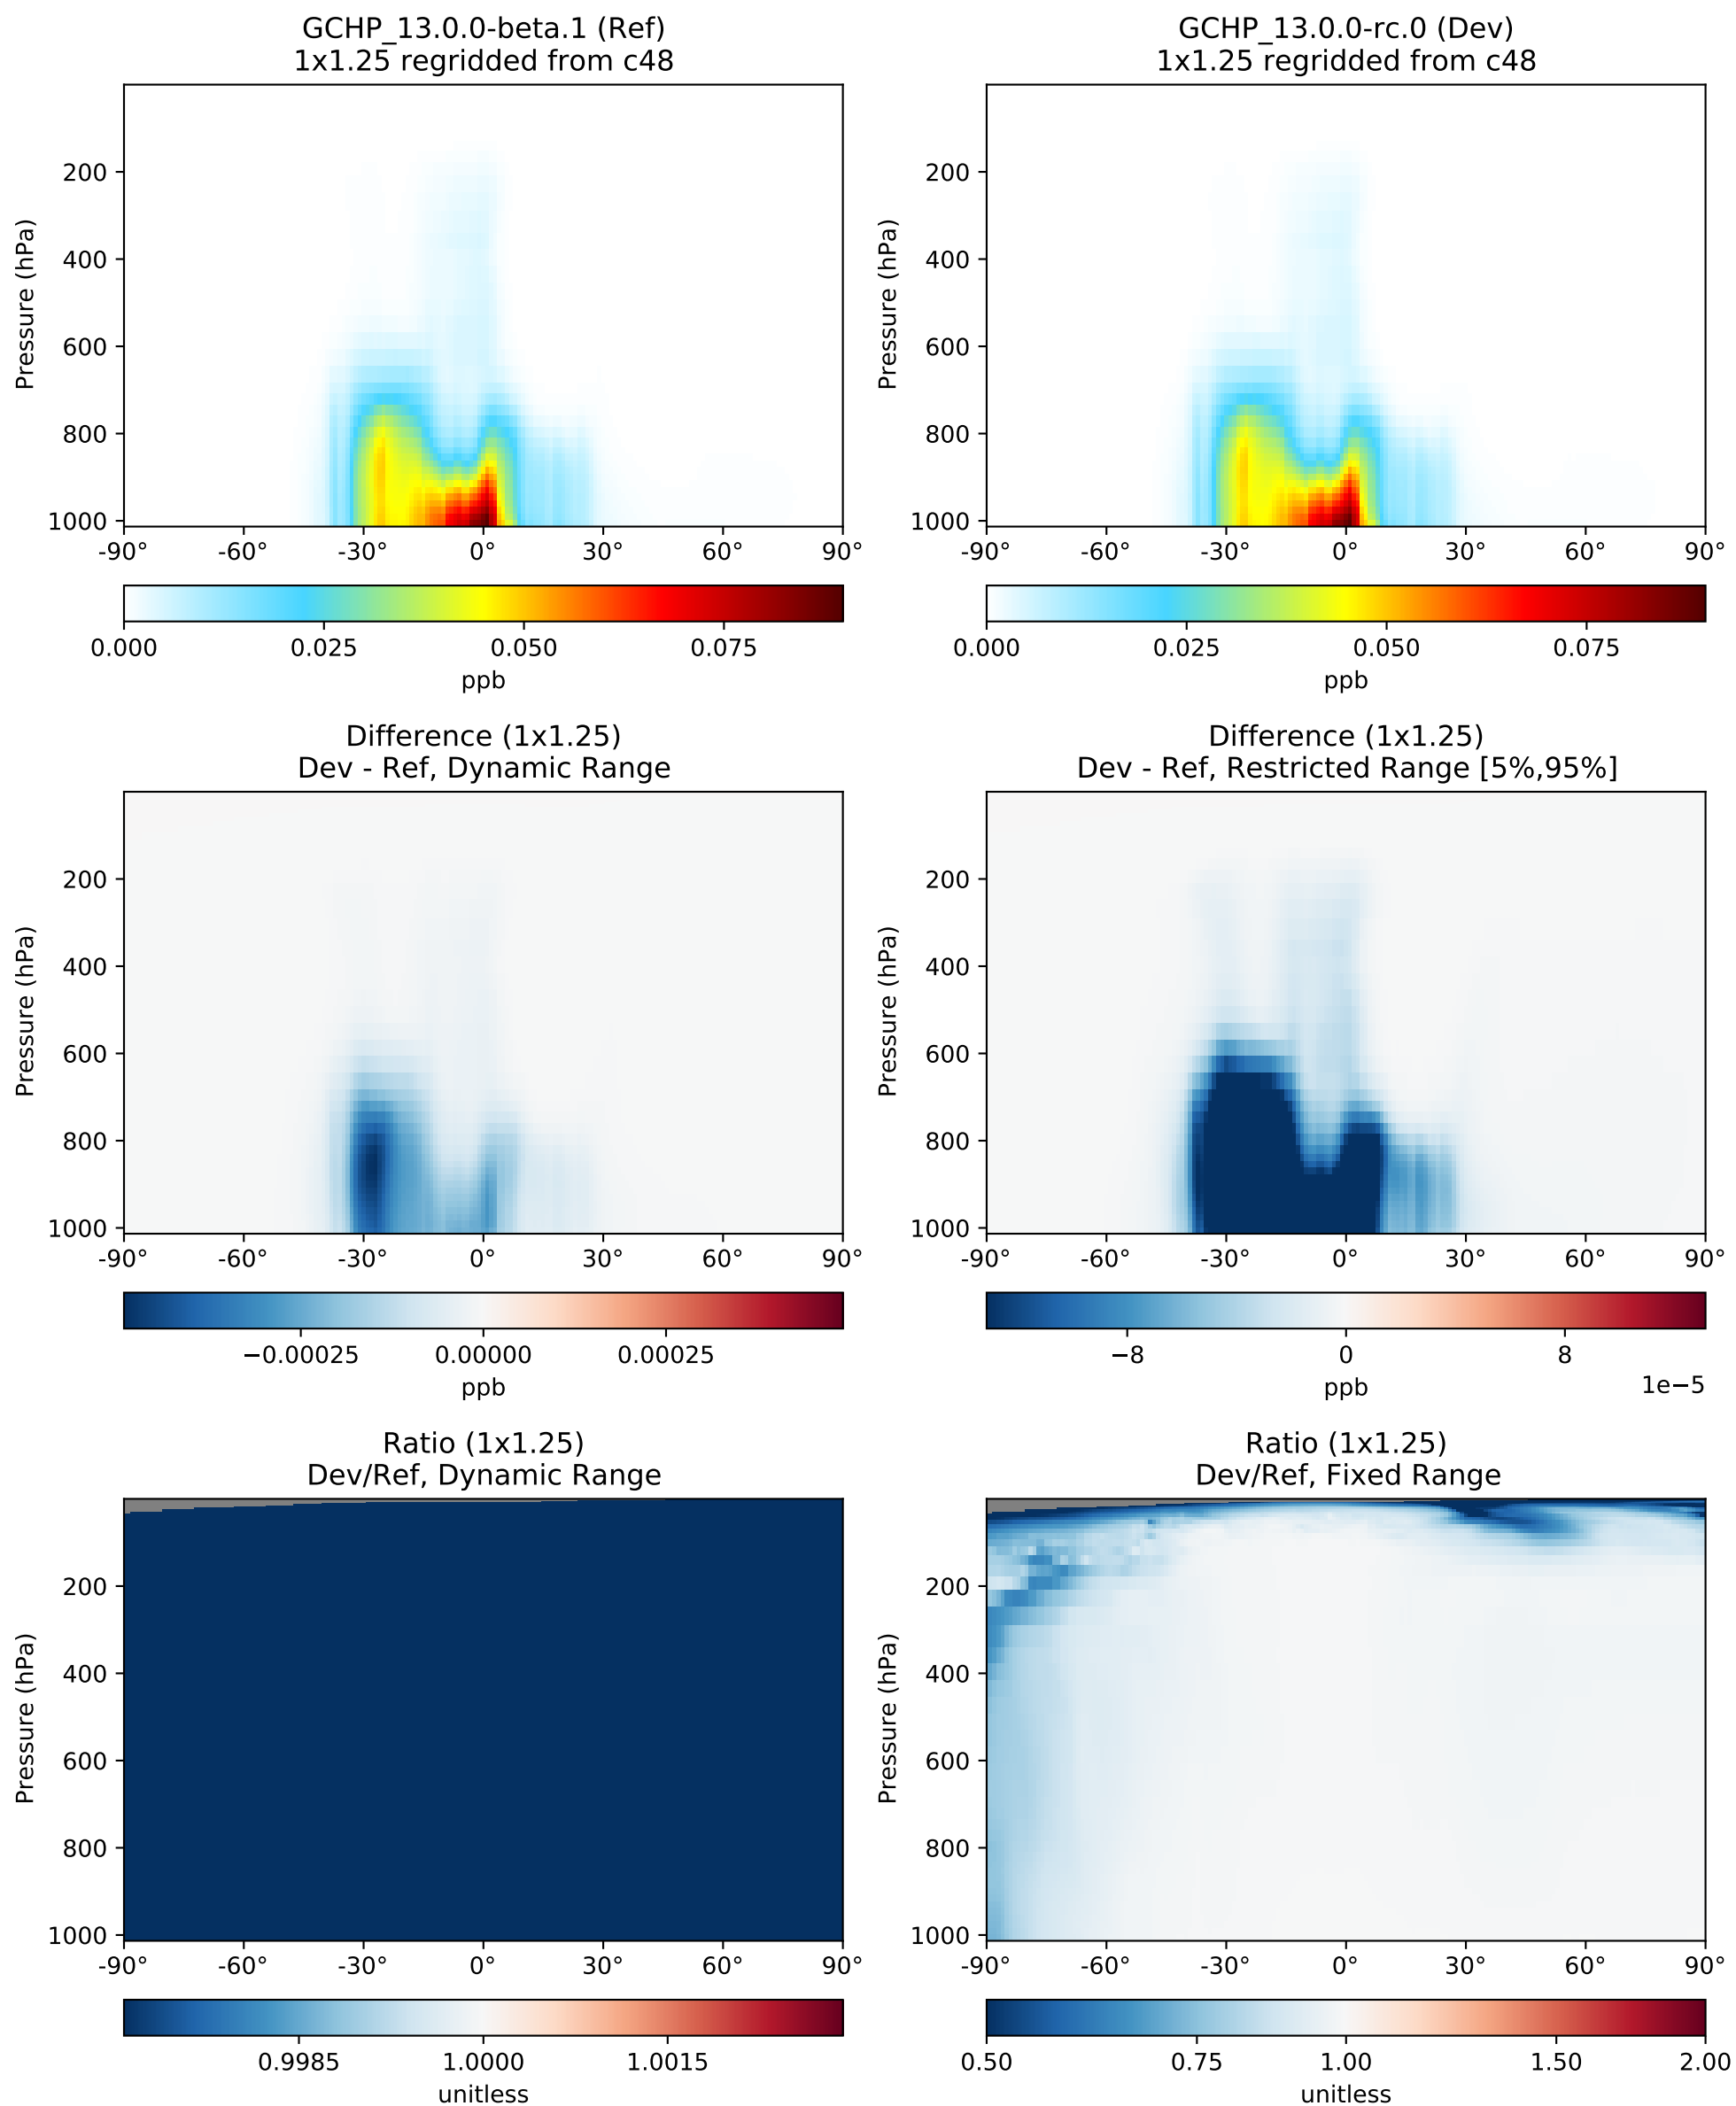 GCHP_13.0.0-beta.1 (Ref)
1x1.25 regridded from c48
Pressure (hPa)
200
400
600
800
1000
-90° -60° -30° 0° 30° 60° 90°
0.000 0.025 0.050 0.075
ppb
GCHP_13.0.0-rc.0 (Dev)
1x1.25 regridded from c48
Pressure (hPa)
200
400
600
800
1000
-90° -60° -30° 0° 30° 60° 90°
0.000 0.025 0.050 0.075
ppb
Difference (1x1.25)
Dev - Ref, Dynamic Range
Pressure (hPa)
200
400
600
800
1000
-90° -60° -30° 0° 30° 60° 90°
−0.00025 0.00000 0.00025
ppb
Difference (1x1.25)
Dev - Ref, Restricted Range [5%,95%]
Pressure (hPa)
200
400
600
800
1000
-90° -60° -30° 0° 30° 60° 90°
−8 0 8
ppb
1e−5
Ratio (1x1.25)
Dev/Ref, Dynamic Range
Pressure (hPa)
200
400
600
800
1000
-90° -60° -30° 0° 30° 60° 90°
0.9985 1.0000 1.0015
unitless
Ratio (1x1.25)
Dev/Ref, Fixed Range
Pressure (hPa)
200
400
600
800
1000
-90° -60° -30° 0° 30° 60° 90°
0.50 0.75 1.00 1.50 2.00
unitless